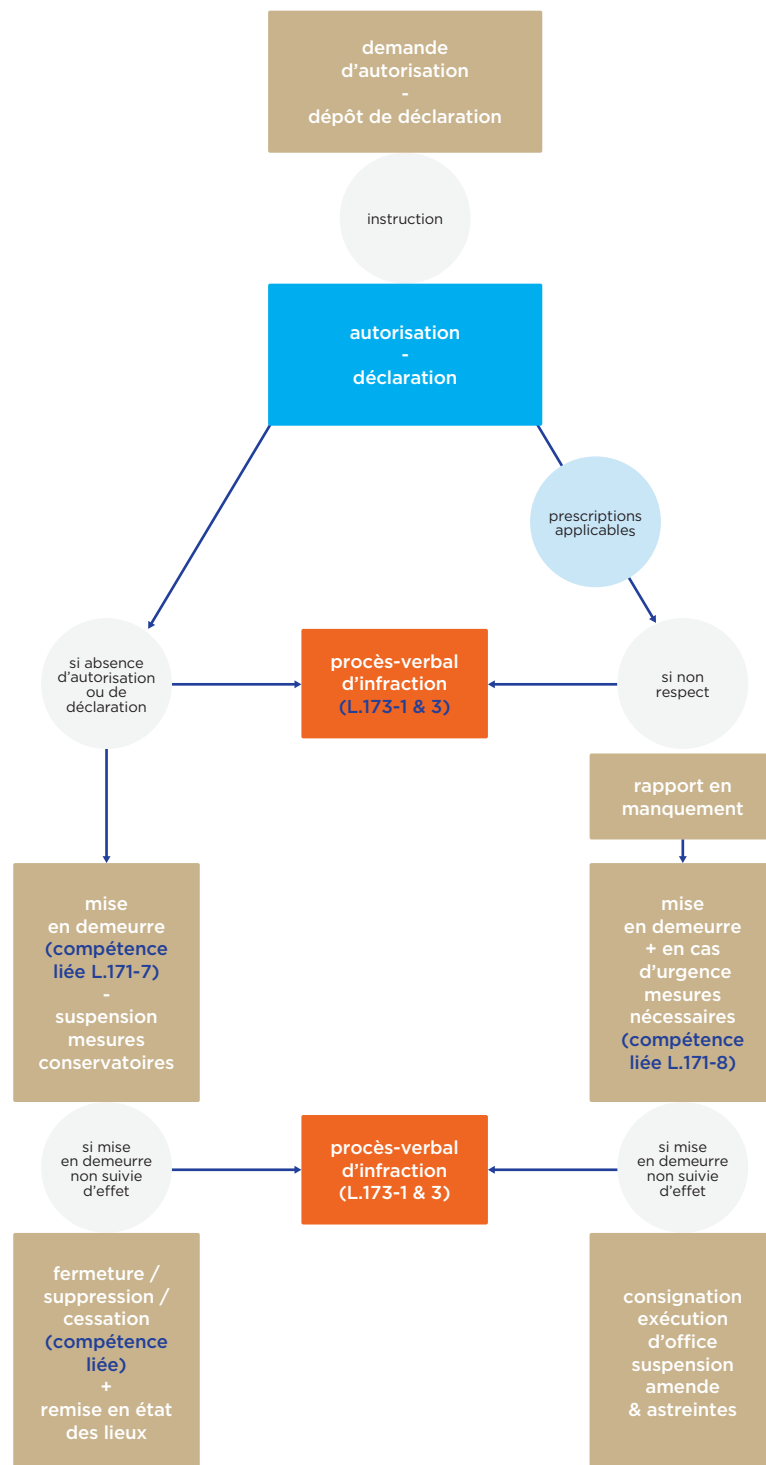 demande
d'autorisation
-
dépôt de déclaration
instruction
autorisation
-
déclaration
prescriptions
applicables
si absence
d'autorisation
ou de
déclaration
procès-verbal
d'infraction
(L.173-1 & 3)
si non
respect
rapport en
manquement
mise
en demeurre
(compétence
liée L.171-7)
-
suspension
mesures
conservatoires
mise
en demeurre
+ en cas
d'urgence
mesures
nécessaires
(compétence
liée L.171-8)
si mise
en demeurre
non suivie
d'effet
procès-verbal
d'infraction
(L.173-1 & 3)
si mise
en demeurre
non suivie
d'effet
fermeture /
suppression /
cessation
(compétence
liée)
+
remise en état
des lieux
consignation
exécution
d'office
suspension
amende
& astreintes